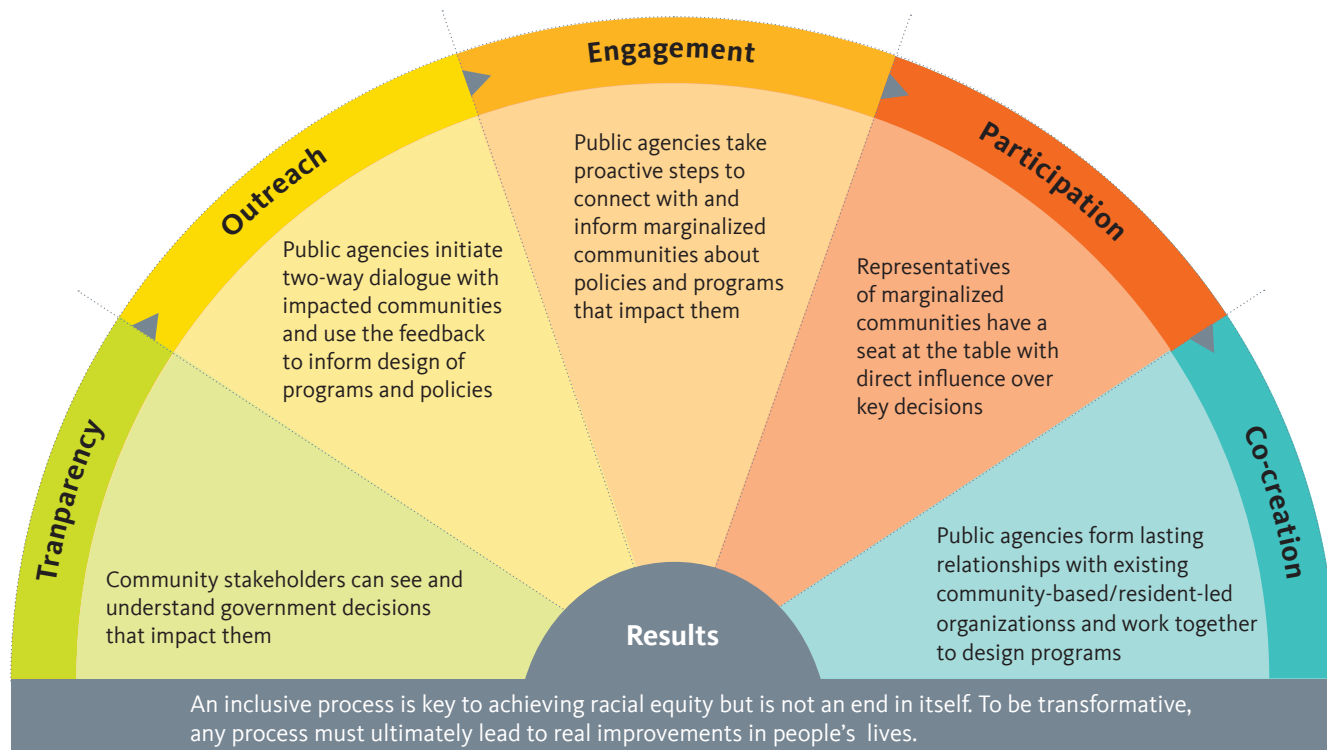 Tranparency
Community stakeholders can see and
understand government decisions
that impact them
Outreach
Public agencies initiate
two-way dialogue with
impacted communities
and use the feedback
to inform design of
programs and policies
Engagement
Public agencies take
proactive steps to
connect with and
inform marginalized
communities about
policies and programs
that impact them
Participation
Representatives
of marginalized
communities have a
seat at the table with
direct influence over
key decisions
Co-creation
Public agencies form lasting
relationships with existing
community-based/resident-led
organizationss and work together
to design programs
Results
An inclusive process is key to achieving racial equity but is not an end in itself. To be transformative,
any process must ultimately lead to real improvements in people’s lives.